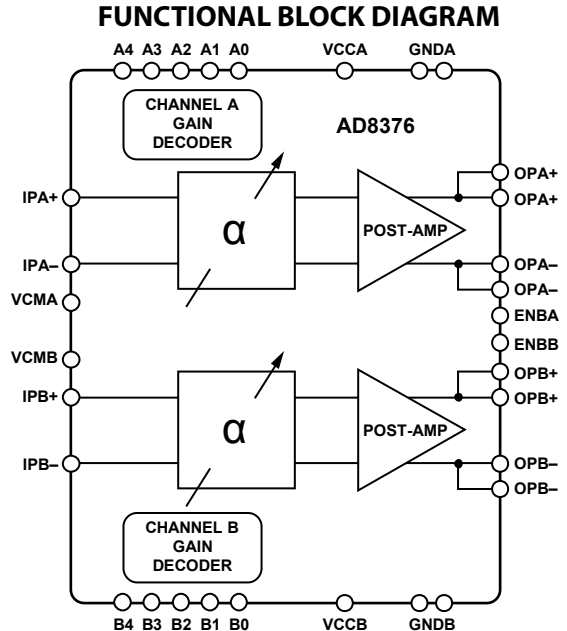 FUNCTIONAL BLOCK DIAGRAM
A4 A3 A2 A1 A0 VCCA GNDA
CHANNEL A
GAIN
DECODER
AD8376
IPA+
IPA–
VCMA
α
POST-AMP
OPA+
OPA+
OPA–
OPA–
ENBA
ENBB
VCMB
IPB+
IPB–
α
POST-AMP
OPB+
OPB+
OPB–
OPB–
CHANNEL B
GAIN
DECODER
B4 B3 B2 B1 B0 VCCB GNDB